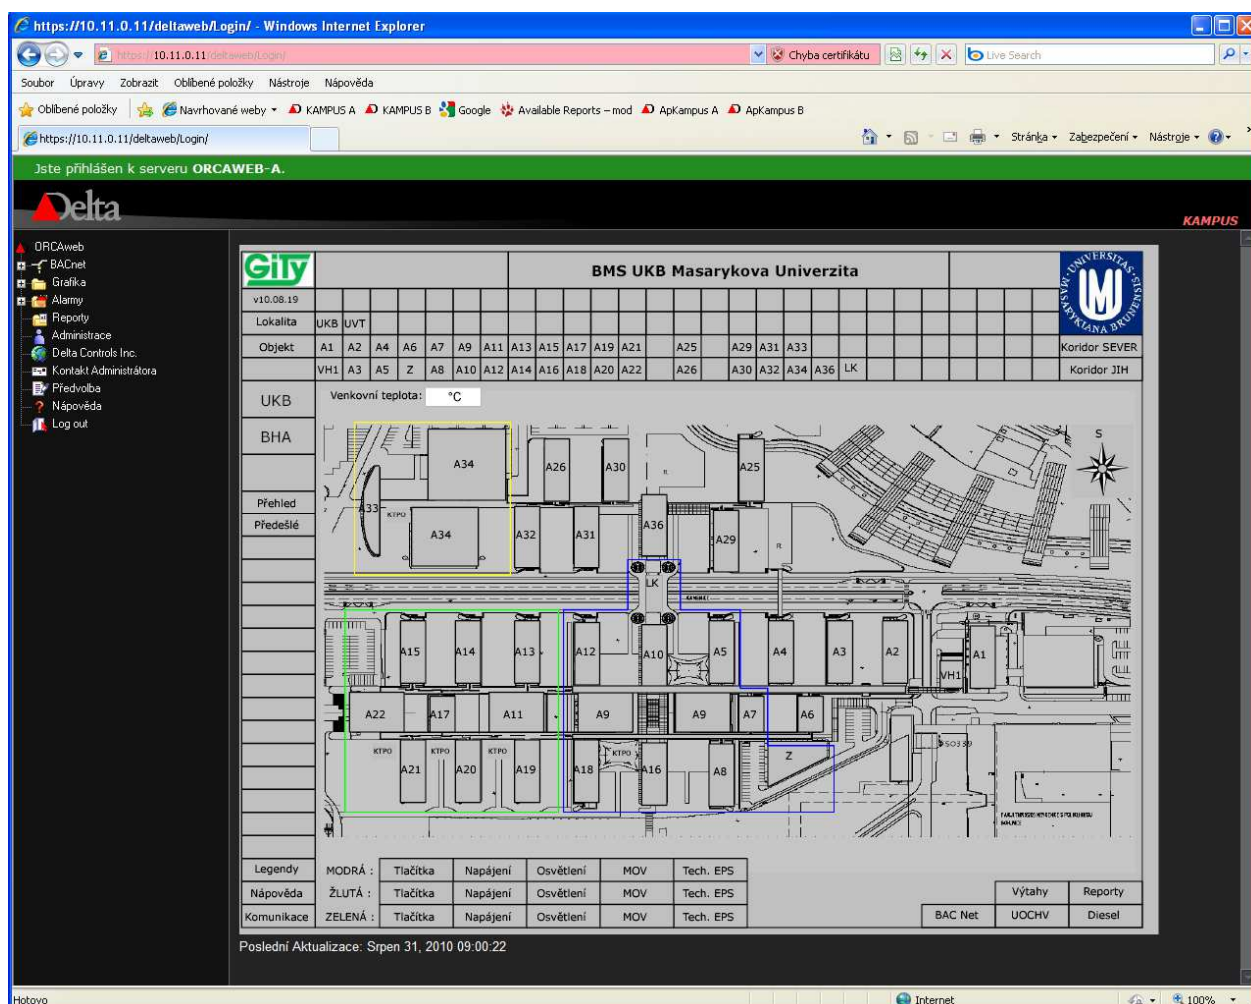 https://10.11.0.11/deltaweb/Login/ - Windows Internet Explorer
https://10.11.0.11/deltaweb/Login/ Chyba certifikátu Live Search
Soubor Úpravy Zobrazit Oblíbené položky Nástroje Nápověda
Oblíbené položky Navrhované weby KAMPUS A KAMPUS B Google Available Reports – mod ApKampus A ApKampus B
https://10.11.0.11/deltaweb/Login/ Stránka Zabezpečení Nástroje
Jste přihlášen k serveru ORCAWEB-A.
Delta
KAMPUS
ORCAweb
BACnet
Grafika
Alarmy
Reporty
Administrace
Delta Controls Inc.
Kontakt Administrátora
Předvolba
Nápověda
Log out
GiTy BMS UKB Masarykova Univerzita
UNIVERSITAS MASARYKIANA BRUNENSIS
v10.08.19
Lokalita UKB UVT
Objekt A1 A2 A4 A6 A7 A9 A11 A13 A15 A17 A19 A21 A25 A29 A31 A33 Koridor SEVER
VH1 A3 A5 Z A8 A10 A12 A14 A16 A18 A20 A22 A26 A30 A32 A34 A36 LK Koridor JIH
UKB Venkovní teplota: °C
BHA
Přehled
Předešlé
S
A34 A26 A30 A25
R
A33 KTPO A34 A32 A31 A36 A29
R
LK
A15 A14 A13 A12 A10 A5 A4 A3 A2 A1
VH1
A22 A17 A11 A9 A9 A7 A6
KTPO KTPO KTPO KTPO Z SO339
A21 A20 A19 A18 A16 A8
Legendy MODRÁ : Tlačítka Napájení Osvětlení MOV Tech. EPS
Nápověda ŽLUTÁ : Tlačítka Napájení Osvětlení MOV Tech. EPS Výtahy Reporty
Komunikace ZELENÁ : Tlačítka Napájení Osvětlení MOV Tech. EPS BAC Net UOCHV Diesel
Poslední Aktualizace: Srpen 31, 2010 09:00:22
Hotovo Internet 100%